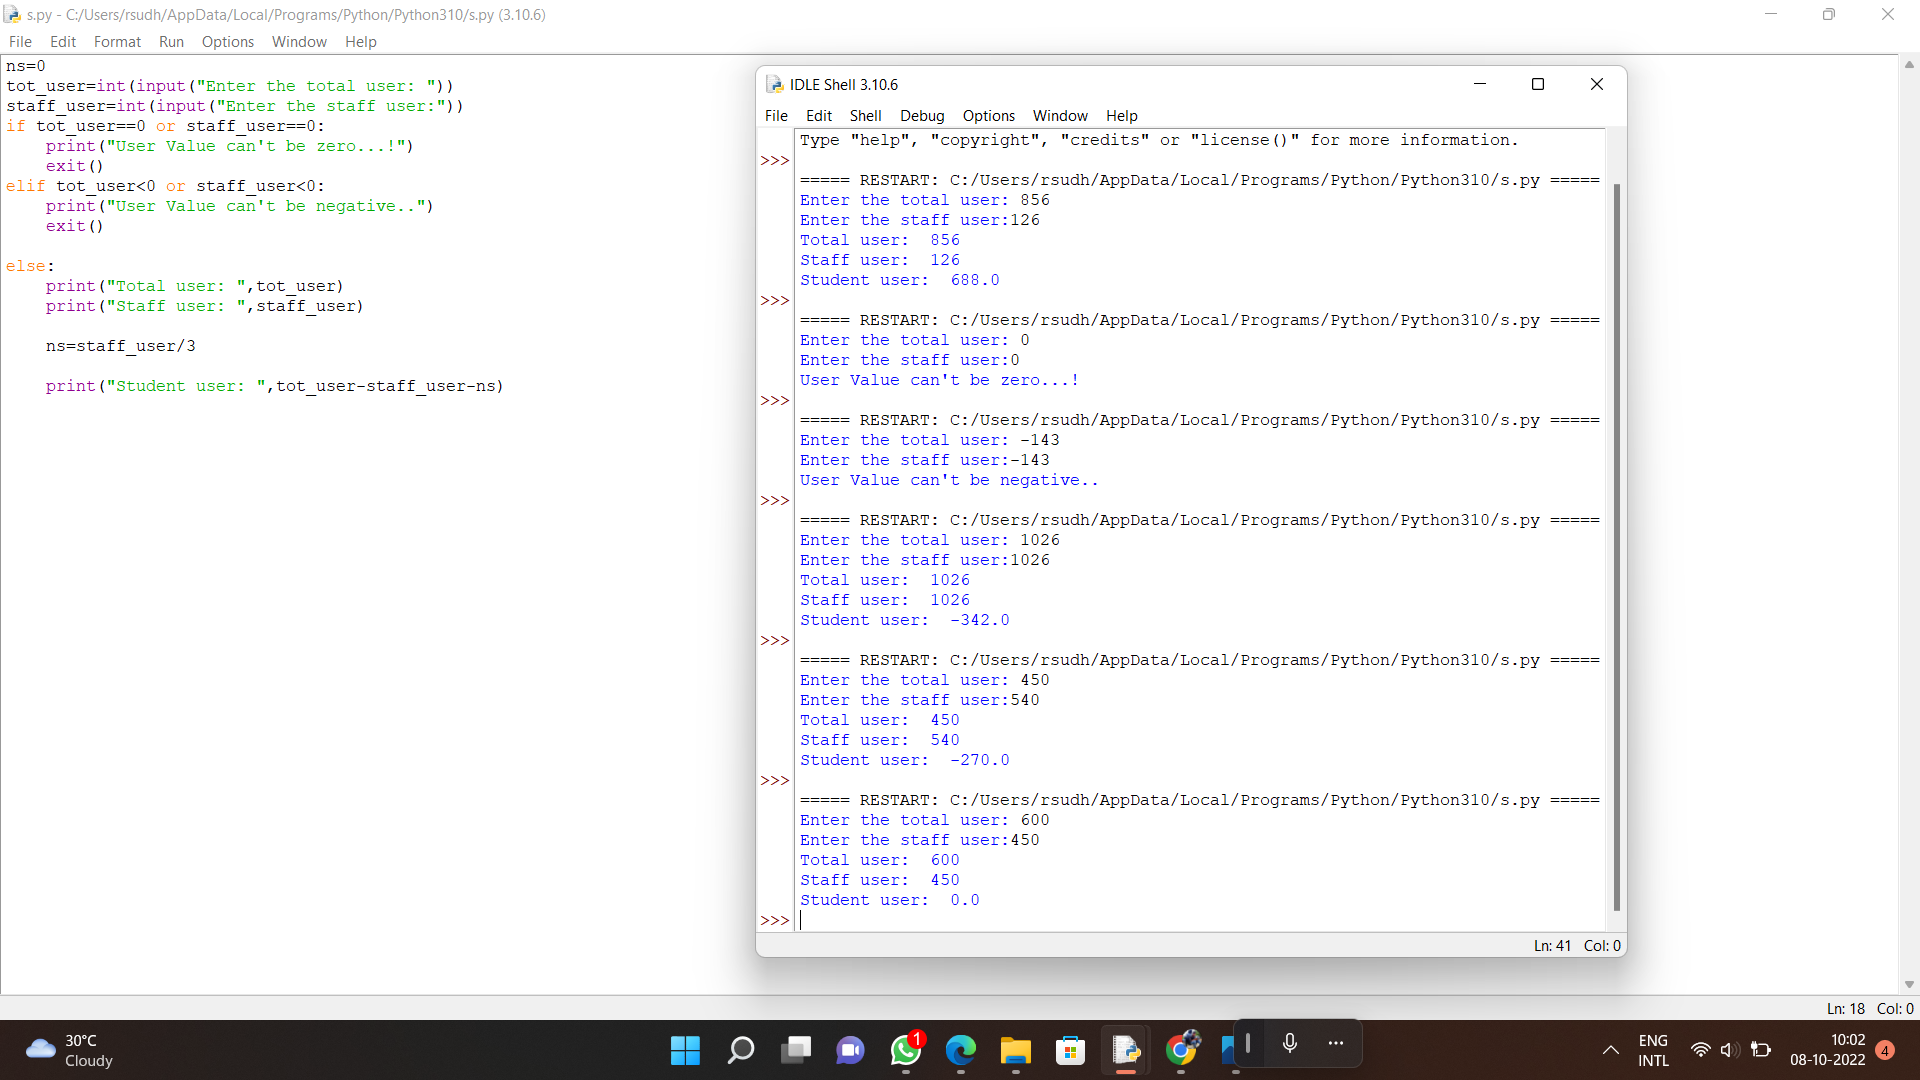 s.py - C:/Users/rsudh/AppData/Local/Programs/Python/Python310/s.py (3.10.6)
File Edit Format Run Options Window Help
ns=0
tot_user=int(input("Enter the total user: "))
staff_user=int(input("Enter the staff user:"))
if tot_user==0 or staff_user==0:
    print("User Value can't be zero...!")
    exit()
elif tot_user<0 or staff_user<0:
    print("User Value can't be negative..")
    exit()
else:
    print("Total user: ",tot_user)
    print("Staff user: ",staff_user)
    ns=staff_user/3
    print("Student user: ",tot_user-staff_user-ns)
IDLE Shell 3.10.6
File Edit Shell Debug Options Window Help
Type "help", "copyright", "credits" or "license()" for more information.
>>>
===== RESTART: C:/Users/rsudh/AppData/Local/Programs/Python/Python310/s.py =====
Enter the total user: 856
Enter the staff user:126
Total user:  856
Staff user:  126
Student user:  688.0
>>>
===== RESTART: C:/Users/rsudh/AppData/Local/Programs/Python/Python310/s.py =====
Enter the total user: 0
Enter the staff user:0
User Value can't be zero...!
>>>
===== RESTART: C:/Users/rsudh/AppData/Local/Programs/Python/Python310/s.py =====
Enter the total user: -143
Enter the staff user:-143
User Value can't be negative..
>>>
===== RESTART: C:/Users/rsudh/AppData/Local/Programs/Python/Python310/s.py =====
Enter the total user: 1026
Enter the staff user:1026
Total user:  1026
Staff user:  1026
Student user:  -342.0
>>>
===== RESTART: C:/Users/rsudh/AppData/Local/Programs/Python/Python310/s.py =====
Enter the total user: 450
Enter the staff user:540
Total user:  450
Staff user:  540
Student user:  -270.0
>>>
===== RESTART: C:/Users/rsudh/AppData/Local/Programs/Python/Python310/s.py =====
Enter the total user: 600
Enter the staff user:450
Total user:  600
Staff user:  450
Student user:  0.0
>>>
Ln: 41 Col: 0
Ln: 18 Col: 0
30°C
Cloudy
1
ENG
INTL
10:02
08-10-2022
4